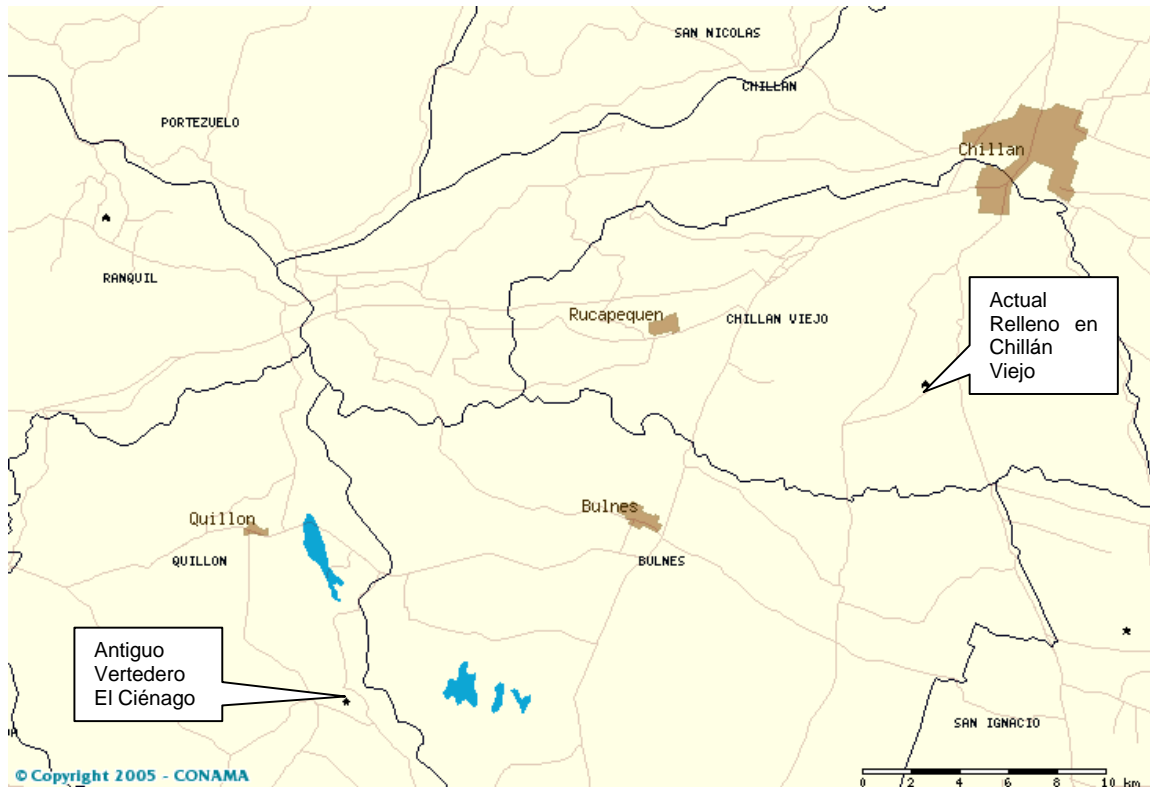 SAN NICOLAS
CHILLAN
PORTEZUELO
Chillan
RANQUIL
Actual
Relleno en
Chillán
Viejo
Rucapequen
CHILLAN VIEJO
Quillon
Bulnes
QUILLON
BULNES
Antiguo
Vertedero
El Ciénago
SAN IGNACIO
© Copyright 2005 - CONAMA
0 2 4 6 8 10 km